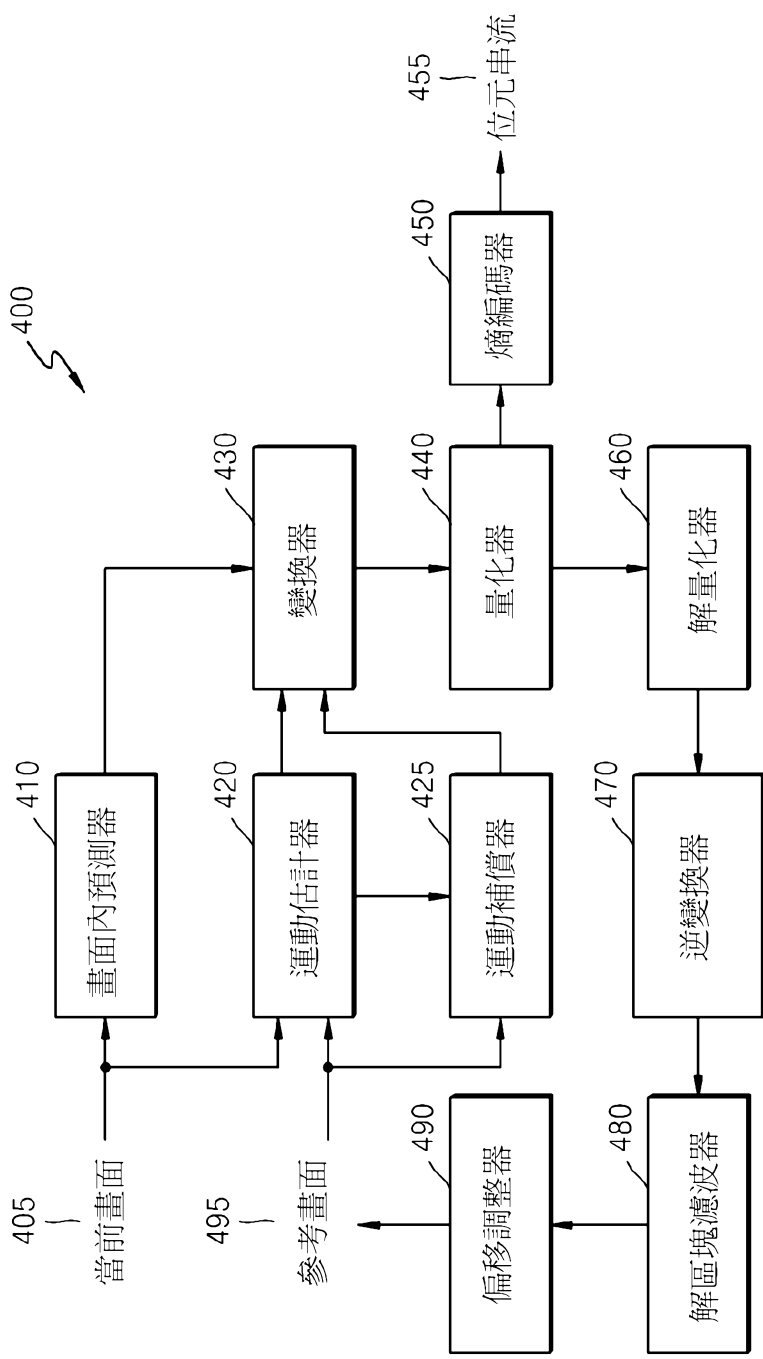 400
405
當前畫面
410
畫面內預測器
495
參考畫面
420
運動估計器
430
變換器
425
運動補償器
440
量化器
450
熵編碼器
455
位元串流
490
偏移調整器
480
解區塊濾波器
470
逆變換器
460
解量化器